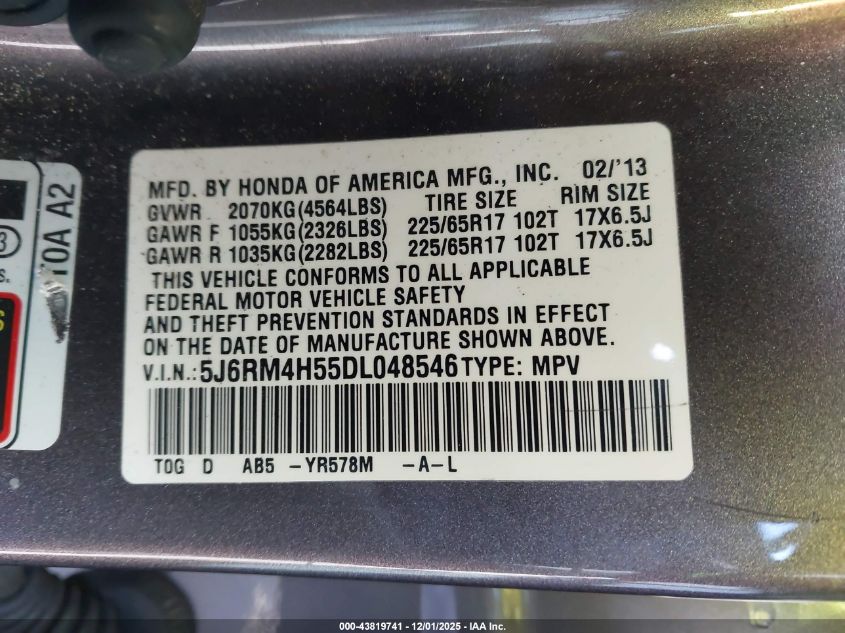 MFD. BY HONDA OF AMERICA MFG., INC. 02/'13
GVWR 2070KG(4564LBS) TIRE SIZE RIM SIZE
GAWR F 1055KG(2326LBS) 225/65R17 102T 17X6.5J
GAWR R 1035KG(2282LBS) 225/65R17 102T 17X6.5J
THIS VEHICLE CONFORMS TO ALL APPLICABLE
FEDERAL MOTOR VEHICLE SAFETY
AND THEFT PREVENTION STANDARDS IN EFFECT
ON THE DATE OF MANUFACTURE SHOWN ABOVE.
V.I.N.: 5J6RM4H55DL048546 TYPE: MPV
T0G D AB5 -YR578M -A-L
T0A A2
3
S.
S
000-43819741 / 12/01/2025 - IAA Inc.